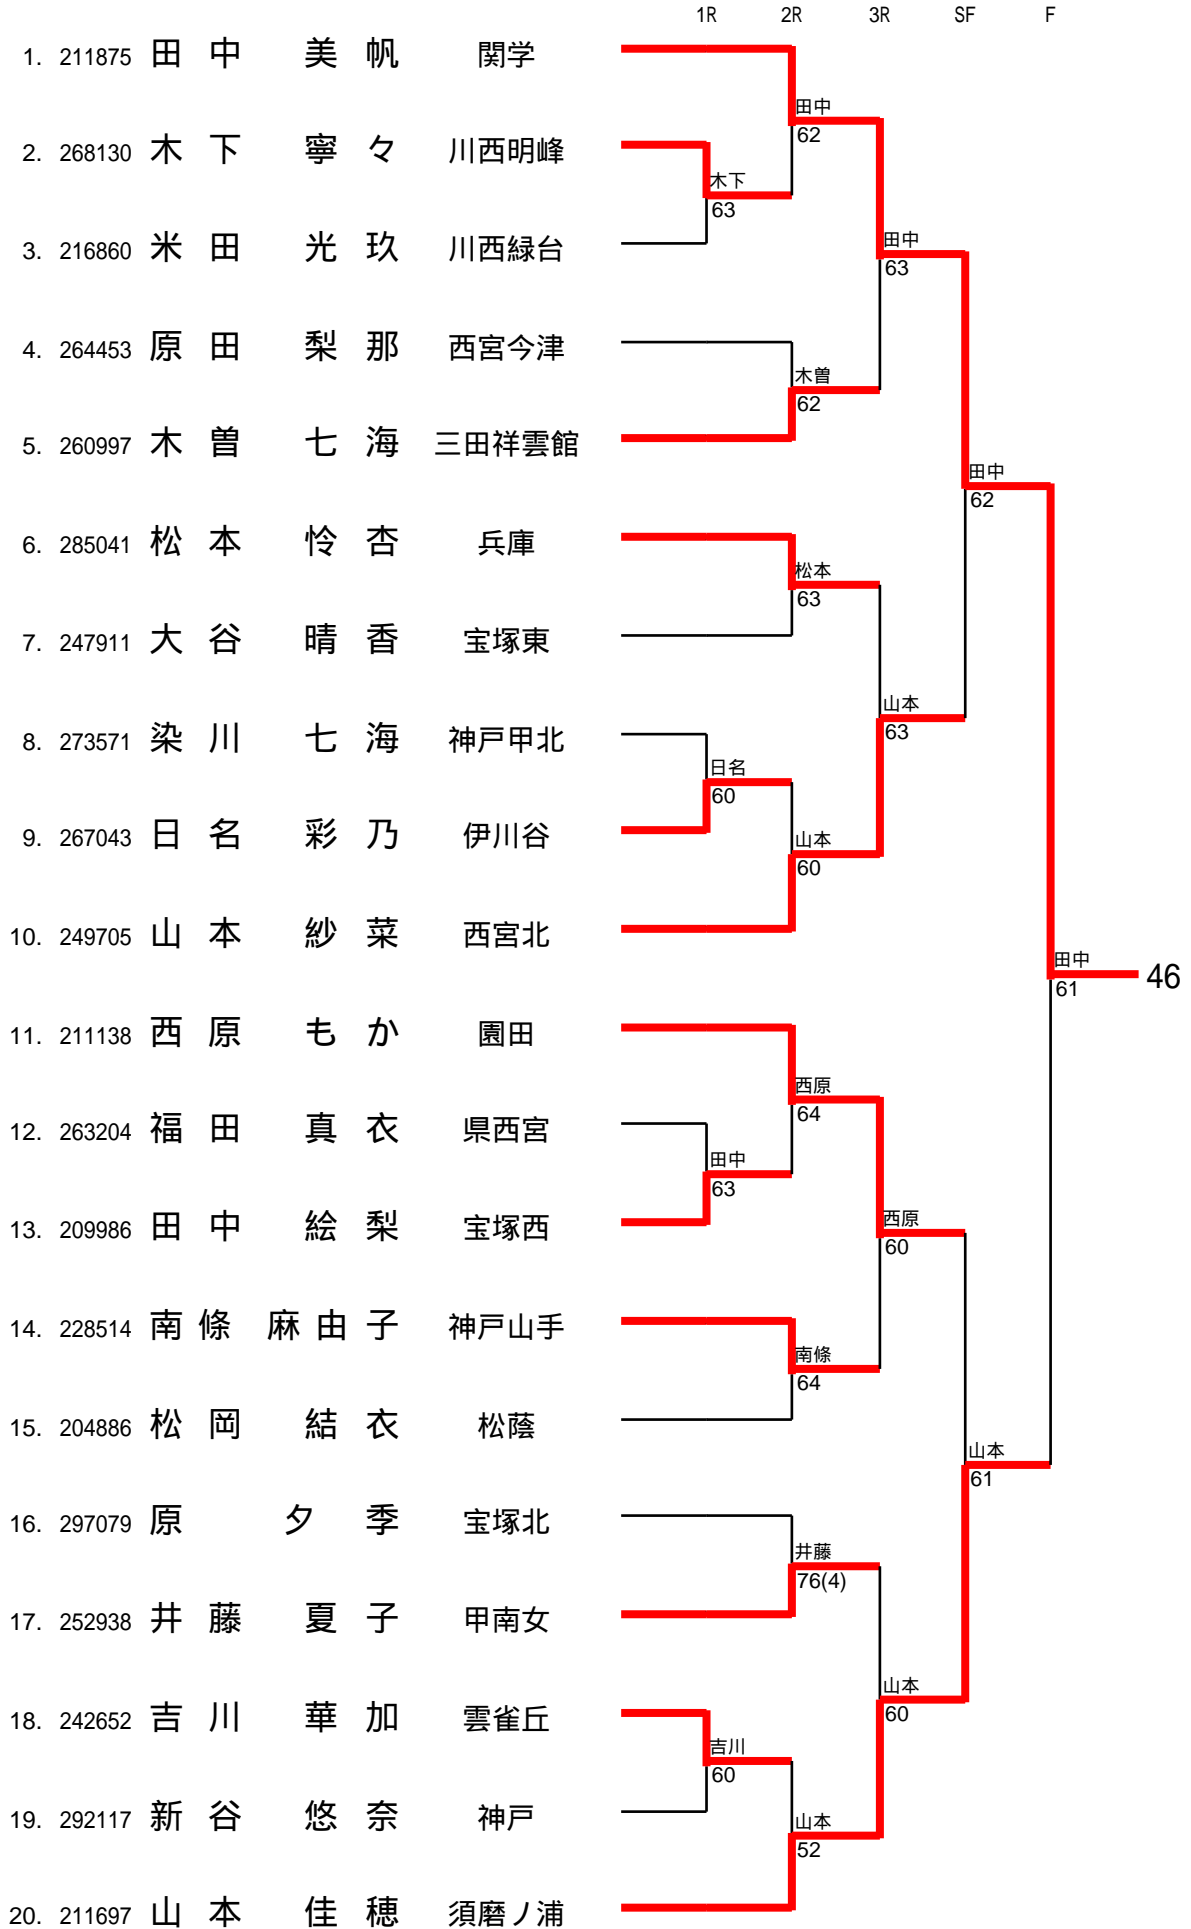 1R 2R 3R SF F
1. 211875 田中 美帆 関学
田中
62
2. 268130 木下 寧々 川西明峰
木下
63
3. 216860 米田 光玖 川西緑台
田中
63
4. 264453 原田 梨那 西宮今津
木曽
62
5. 260997 木曽 七海 三田祥雲館
田中
62
6. 285041 松本 怜杏 兵庫
松本
63
7. 247911 大谷 晴香 宝塚東
山本
63
8. 273571 染川 七海 神戸甲北
日名
60
9. 267043 日名 彩乃 伊川谷
山本
60
10. 249705 山本 紗菜 西宮北
田中
61
46
11. 211138 西原 もか 園田
西原
64
12. 263204 福田 真衣 県西宮
田中
63
13. 209986 田中 絵梨 宝塚西
西原
60
14. 228514 南條 麻由子 神戸山手
南條
64
15. 204886 松岡 結衣 松蔭
山本
61
16. 297079 原 夕季 宝塚北
井藤
76(4)
17. 252938 井藤 夏子 甲南女
山本
60
18. 242652 吉川 華加 雲雀丘
吉川
60
19. 292117 新谷 悠奈 神戸
山本
52
20. 211697 山本 佳穂 須磨ノ浦